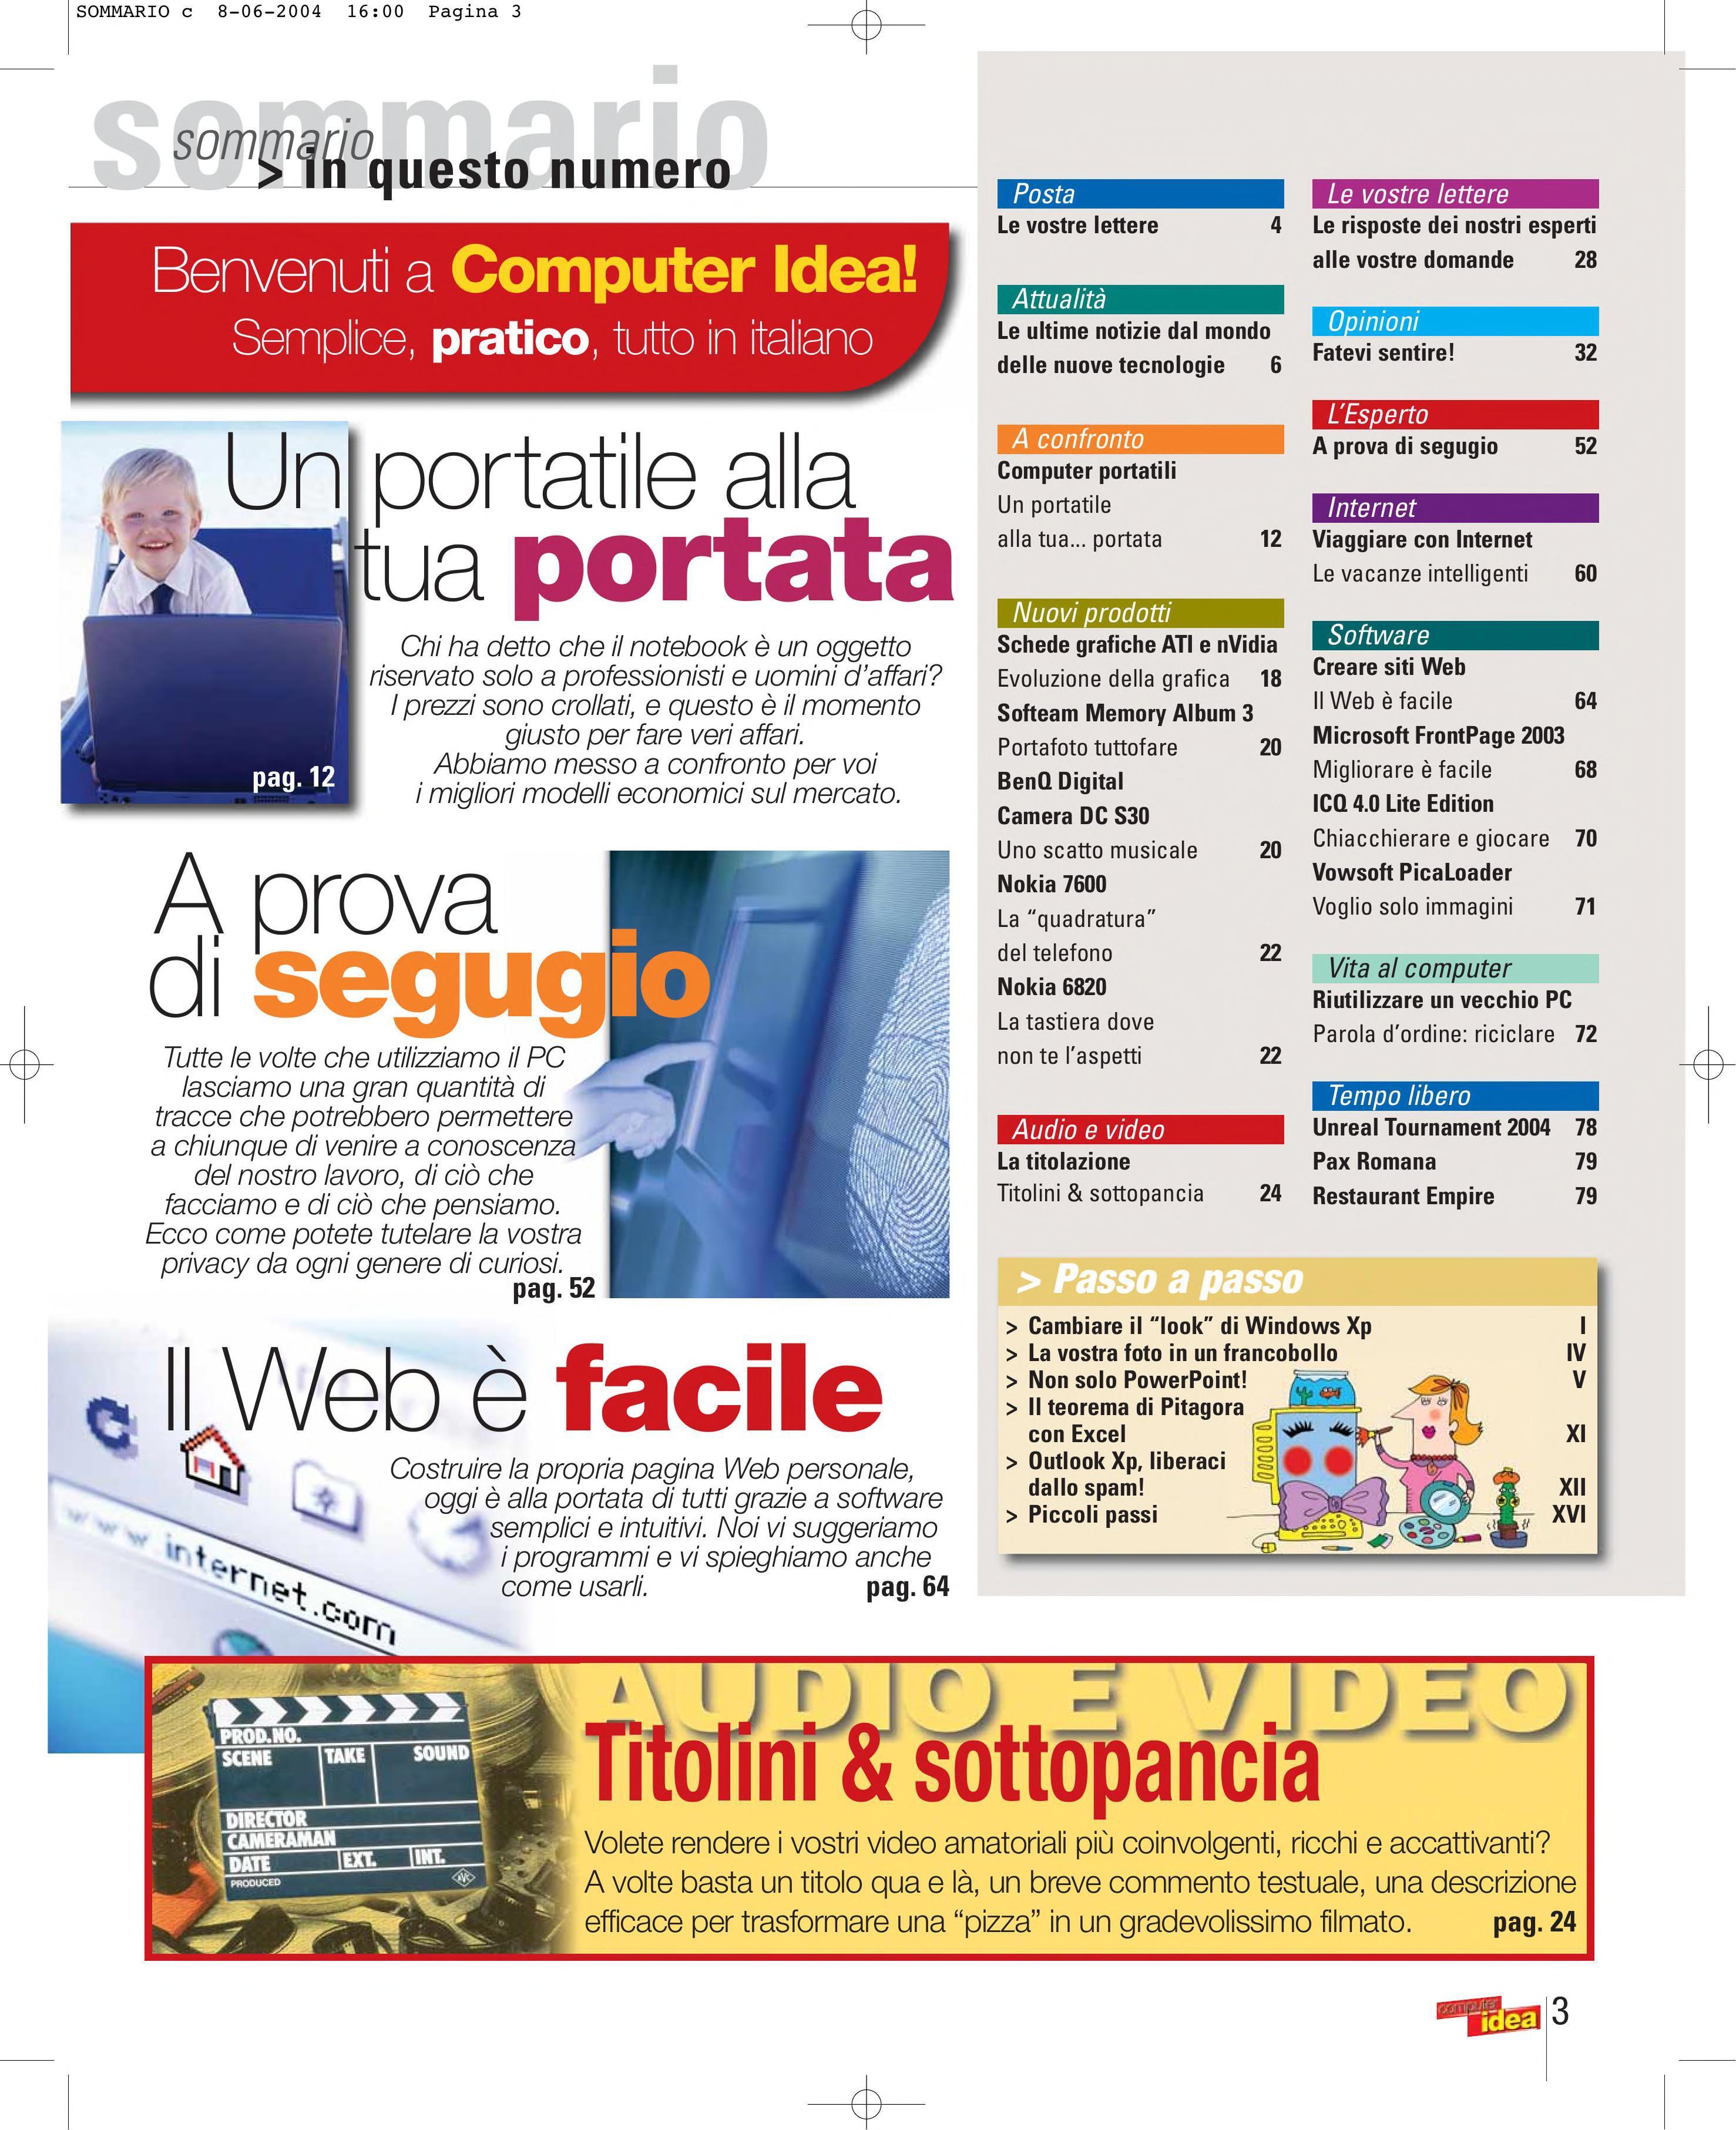 SOMMARIO c 8-06-2004 16:00 Pagina 3
sommario
sommario
> in questo numero
Benvenuti a Computer Idea!
Semplice, pratico, tutto in italiano
Un portatile alla
tua portata
Chi ha detto che il notebook è un oggetto
riservato solo a professionisti e uomini d'affari?
I prezzi sono crollati, e questo è il momento
giusto per fare veri affari.
Abbiamo messo a confronto per voi
i migliori modelli economici sul mercato.
pag. 12
A prova
di segugio
Tutte le volte che utilizziamo il PC
lasciamo una gran quantità di
tracce che potrebbero permettere
a chiunque di venire a conoscenza
del nostro lavoro, di ciò che
facciamo e di ciò che pensiamo.
Ecco come potete tutelare la vostra
privacy da ogni genere di curiosi.
pag. 52
Il Web è facile
Costruire la propria pagina Web personale,
oggi è alla portata di tutti grazie a software
semplici e intuitivi. Noi vi suggeriamo
i programmi e vi spieghiamo anche
come usarli. pag. 64
www internet.com
Posta
Le vostre lettere 4
Attualità
Le ultime notizie dal mondo
delle nuove tecnologie 6
A confronto
Computer portatili
Un portatile
alla tua... portata 12
Nuovi prodotti
Schede grafiche ATI e nVidia
Evoluzione della grafica 18
Softeam Memory Album 3
Portafoto tuttofare 20
BenQ Digital
Camera DC S30
Uno scatto musicale 20
Nokia 7600
La “quadratura”
del telefono 22
Nokia 6820
La tastiera dove
non te l'aspetti 22
Audio e video
La titolazione
Titolini & sottopancia 24
Le vostre lettere
Le risposte dei nostri esperti
alle vostre domande 28
Opinioni
Fatevi sentire! 32
L'Esperto
A prova di segugio 52
Internet
Viaggiare con Internet
Le vacanze intelligenti 60
Software
Creare siti Web
Il Web è facile 64
Microsoft FrontPage 2003
Migliorare è facile 68
ICQ 4.0 Lite Edition
Chiacchierare e giocare 70
Vowsoft PicaLoader
Voglio solo immagini 71
Vita al computer
Riutilizzare un vecchio PC
Parola d'ordine: riciclare 72
Tempo libero
Unreal Tournament 2004 78
Pax Romana 79
Restaurant Empire 79
> Passo a passo
> Cambiare il “look” di Windows Xp I
> La vostra foto in un francobollo IV
> Non solo PowerPoint! V
> Il teorema di Pitagora
con Excel XI
> Outlook Xp, liberaci
dallo spam! XII
> Piccoli passi XVI
PROD.NO.
SCENE TAKE SOUND
DIRECTOR
CAMERAMAN
DATE EXT. INT.
PRODUCED
AVC
AUDIO E VIDEO
Titolini & sottopancia
Volete rendere i vostri video amatoriali più coinvolgenti, ricchi e accattivanti?
A volte basta un titolo qua e là, un breve commento testuale, una descrizione
efficace per trasformare una “pizza” in un gradevolissimo filmato. pag. 24
computer
idea 3